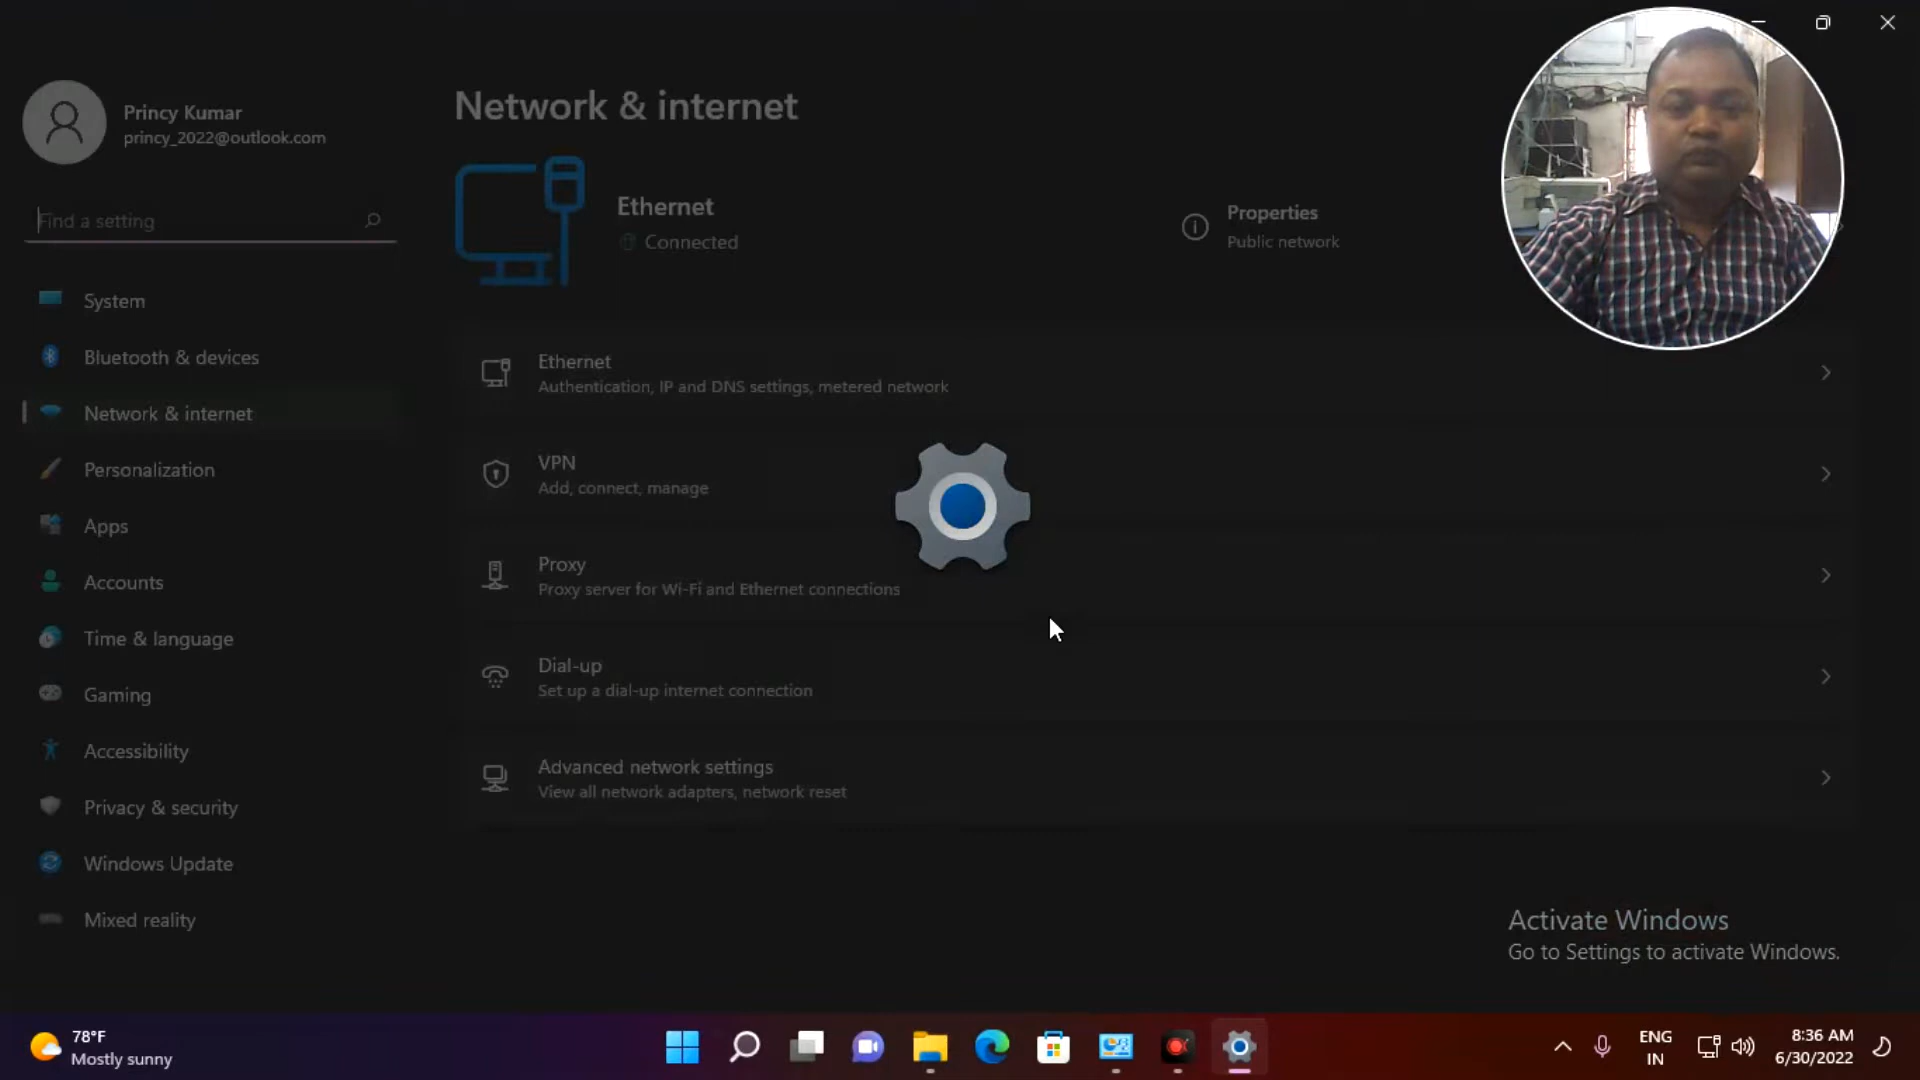 Princy Kumar
princy_2022@outlook.com
Find a setting
System
Bluetooth & devices
Network & internet
Personalization
Apps
Accounts
Time & language
Gaming
Accessibility
Privacy & security
Windows Update
Mixed reality
Network & internet
Ethernet
Connected
Properties
Public network
Ethernet
Authentication, IP and DNS settings, metered network
VPN
Add, connect, manage
Proxy
Proxy server for Wi-Fi and Ethernet connections
Dial-up
Set up a dial-up internet connection
Advanced network settings
View all network adapters, network reset
Activate Windows
Go to Settings to activate Windows.
78°F
Mostly sunny
ENG
IN
8:36 AM
6/30/2022